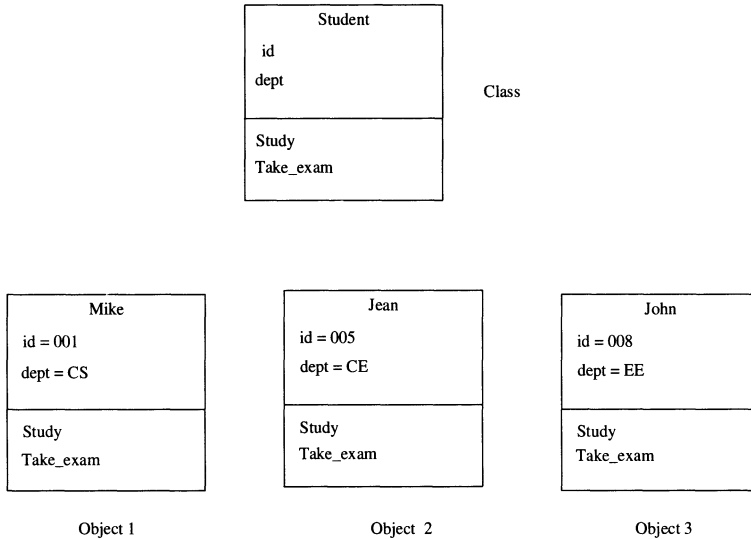 Student
id
dept
Class
Study
Take_exam
Mike
id = 001
dept = CS
Study
Take_exam
Object 1
Jean
id = 005
dept = CE
Study
Take_exam
Object 2
John
id = 008
dept = EE
Study
Take_exam
Object 3